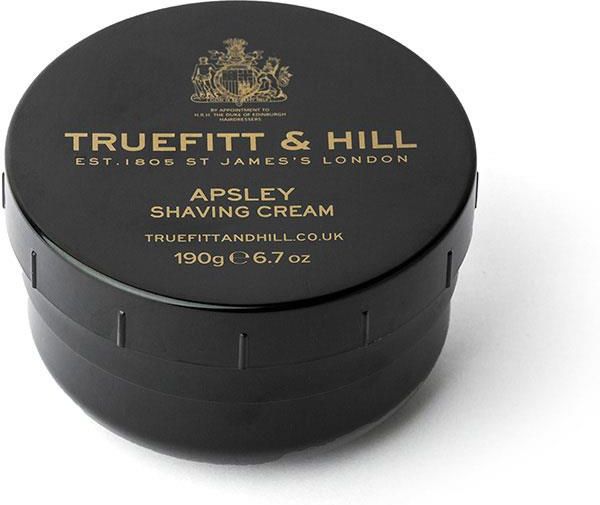 BY APPOINTMENT TO
H.R.H. THE DUKE OF EDINBURGH
HAIRDRESSERS
TRUEFITT & HILL
EST. 1805 ST JAMES'S LONDON
APSLEY
SHAVING CREAM
TRUEFITTANDHILL.CO.UK
190g ℮ 6.7 oz